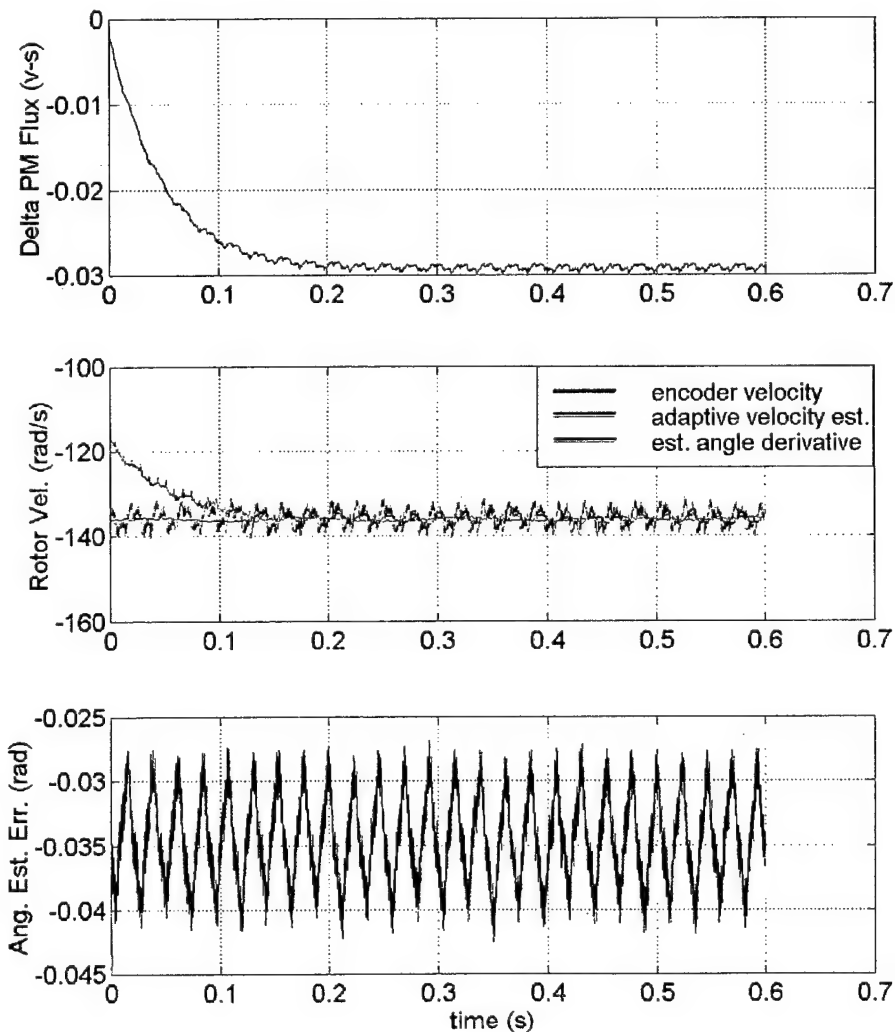 Delta PM Flux (v-s)
0
-0.01
-0.02
-0.03
0 0.1 0.2 0.3 0.4 0.5 0.6 0.7
Rotor Vel. (rad/s)
-100
-120
-140
-160
encoder velocity
adaptive velocity est.
est. angle derivative
0 0.1 0.2 0.3 0.4 0.5 0.6 0.7
Ang. Est. Err. (rad)
-0.025
-0.03
-0.035
-0.04
-0.045
0 0.1 0.2 0.3 0.4 0.5 0.6 0.7
time (s)